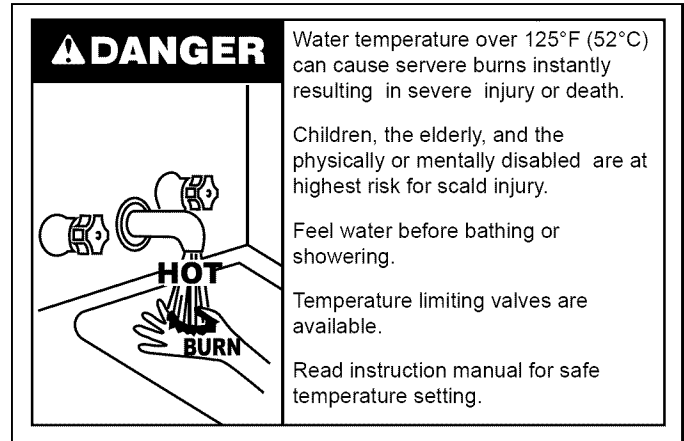 DANGER
Water temperature over 125°F (52°C)
can cause servere burns instantly
resulting in severe injury or death.
Children, the elderly, and the
physically or mentally disabled are at
highest risk for scald injury.
Feel water before bathing or
showering.
Temperature limiting valves are
available.
Read instruction manual for safe
temperature setting.
HOT
BURN